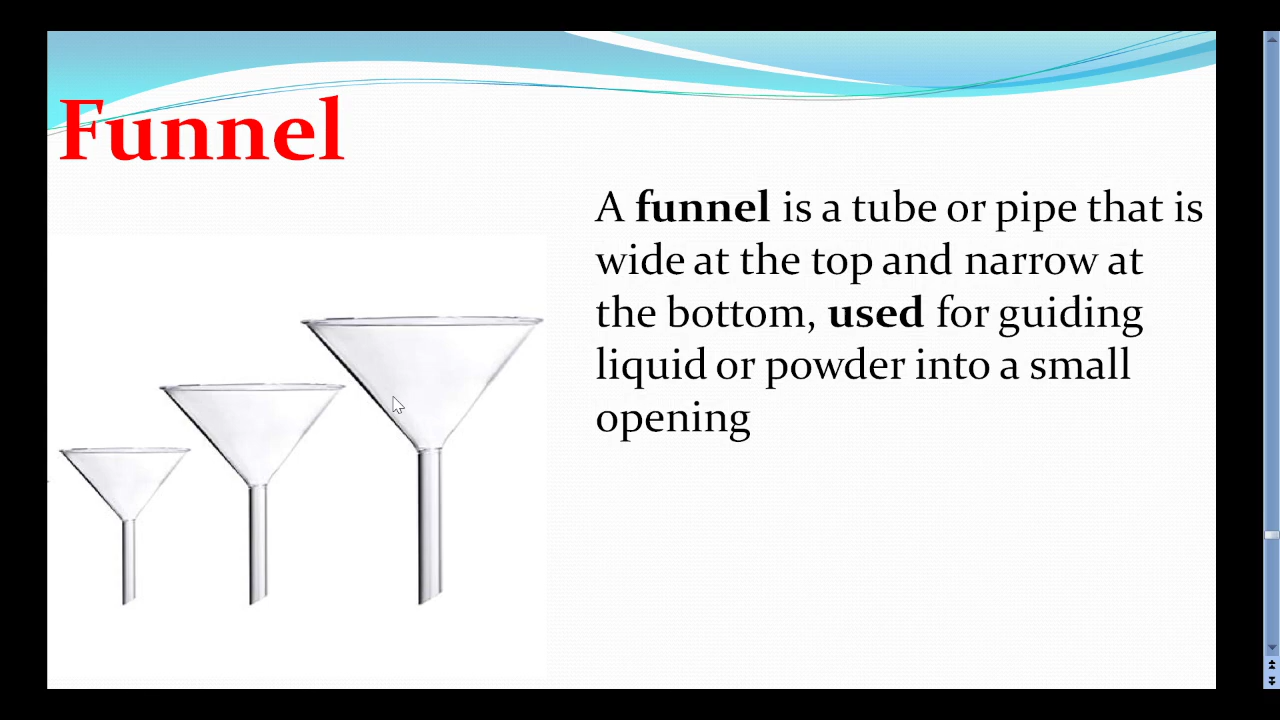 Funnel
A funnel is a tube or pipe that is
wide at the top and narrow at
the bottom, used for guiding
liquid or powder into a small
opening